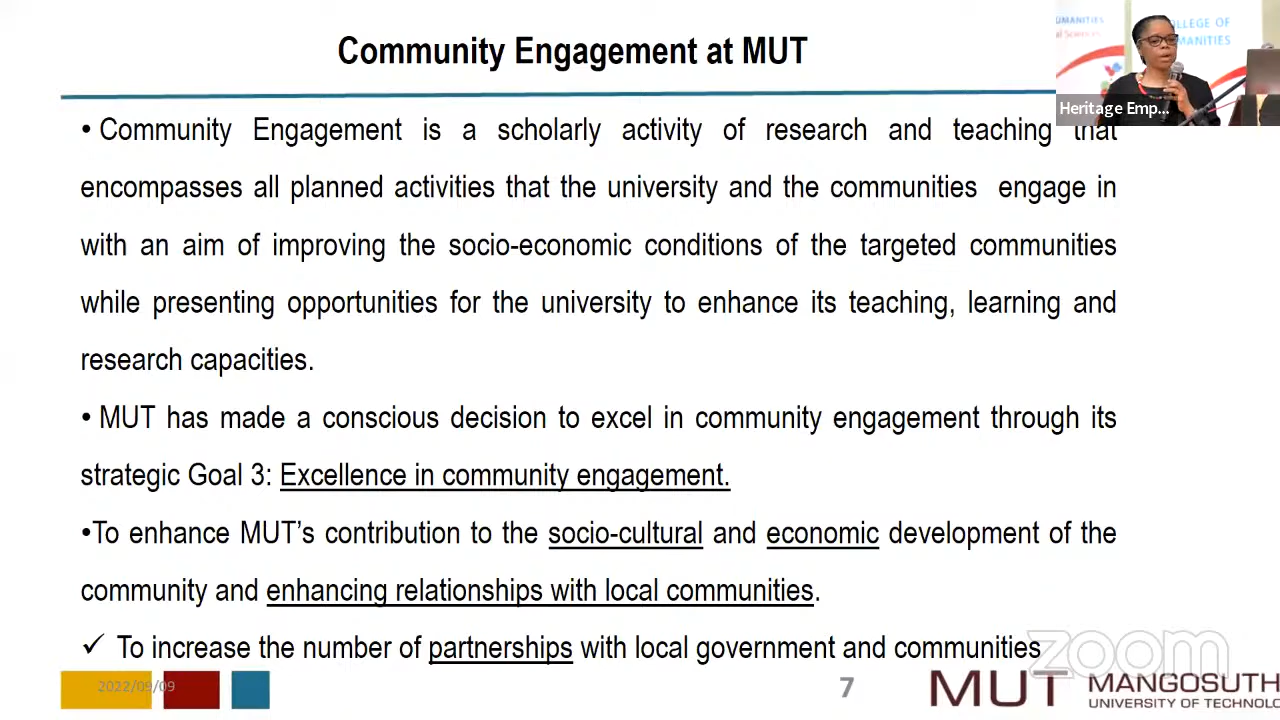 Community Engagement at MUT
HUMANITIES
COLLEGE OF
HUMANITIES
Heritage Emp...
• Community Engagement is a scholarly activity of research and teaching that
encompasses all planned activities that the university and the communities engage in
with an aim of improving the socio-economic conditions of the targeted communities
while presenting opportunities for the university to enhance its teaching, learning and
research capacities.
• MUT has made a conscious decision to excel in community engagement through its
strategic Goal 3: Excellence in community engagement.
•To enhance MUT’s contribution to the socio-cultural and economic development of the
community and enhancing relationships with local communities.
✓ To increase the number of partnerships with local government and communities
zoom
2022/09/09
7
MUT
MANGOSUTH
UNIVERSITY OF TECHNOLO